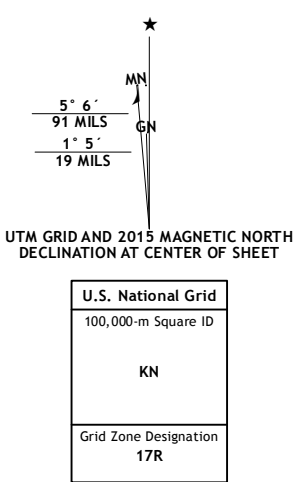 ★
MN
5° 6´
91 MILS
GN
1° 5´
19 MILS
UTM GRID AND 2015 MAGNETIC NORTH
DECLINATION AT CENTER OF SHEET
U.S. National Grid
100,000-m Square ID
KN
Grid Zone Designation
17R